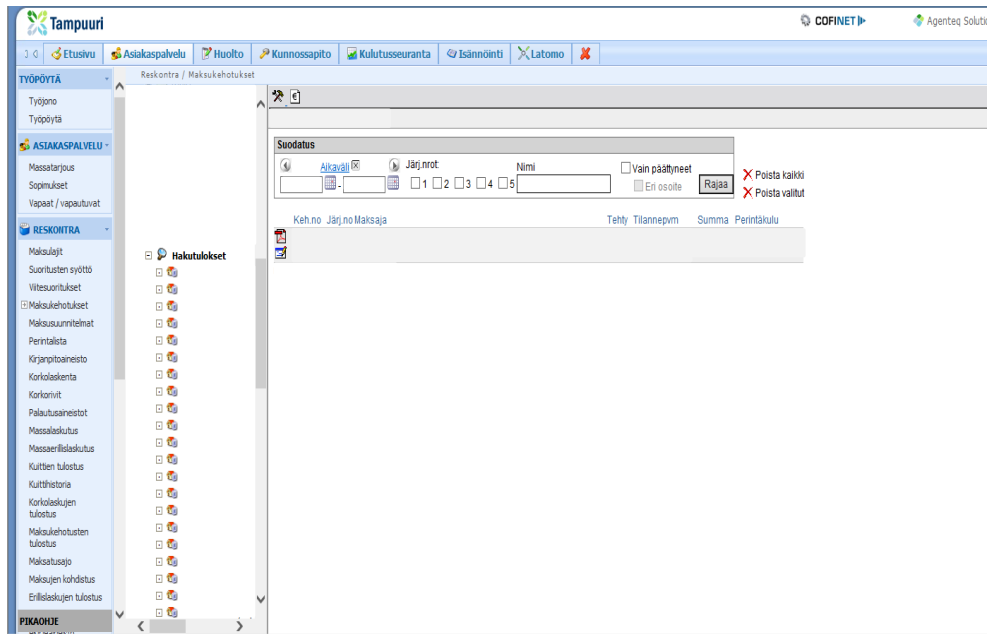 Tampuuri
COFINET
Agenteq Solutio
Etusivu
Asiakaspalvelu
Huolto
Kunnossapito
Kulutusseuranta
Isännöinti
Latomo
Reskontra / Maksukehotukset
TYÖPÖYTÄ
Työjono
Työpöytä
ASIAKASPALVELU
Massatarjous
Sopimukset
Vapaat / vapautuvat
RESKONTRA
Maksulajit
Suoritusten syöttö
Viitesuoritukset
Maksukehotukset
Maksusuunnitelmat
Perintalista
Kirjanpitoaineisto
Korkolaskenta
Korkorivit
Palautusaineistot
Massalaskutus
Massaerillislaskutus
Kuittien tulostus
Kuittihistoria
Korkolaskujen
tulostus
Maksukehotusten
tulostus
Maksatusajo
Maksujen kohdistus
Erillislaskujen tulostus
PIKAOHJE
Hakutulokset
Suodatus
Aikaväli
Järj.nrot:
Nimi
Vain päättyneet
-
1 2 3 4 5
Eri osoite
Rajaa
Poista kaikki
Poista valitut
Keh.no Järj.no Maksaja Tehty Tilannepvm Summa Perintäkulu